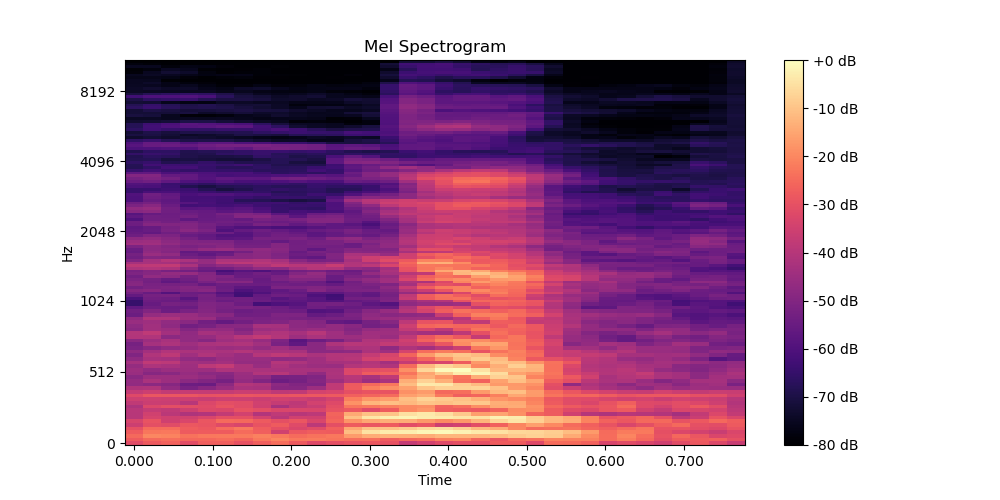 Mel Spectrogram
Hz
8192
4096
2048
1024
512
0
0.000 0.100 0.200 0.300 0.400 0.500 0.600 0.700
Time
+0 dB
-10 dB
-20 dB
-30 dB
-40 dB
-50 dB
-60 dB
-70 dB
-80 dB